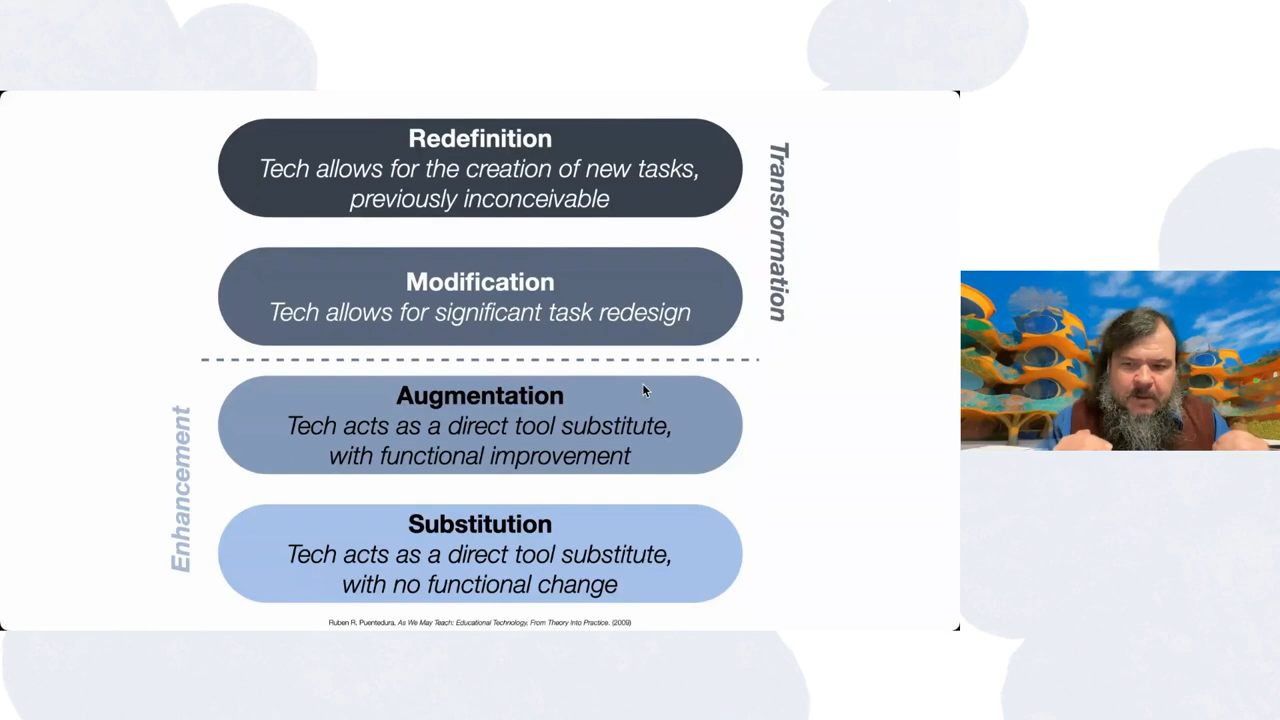 Redefinition
Tech allows for the creation of new tasks,
previously inconceivable
Modification
Tech allows for significant task redesign
Transformation
Augmentation
Tech acts as a direct tool substitute,
with functional improvement
Substitution
Tech acts as a direct tool substitute,
with no functional change
Enhancement
Ruben R. Puentedura, As We May Teach: Educational Technology, From Theory Into Practice. (2009)